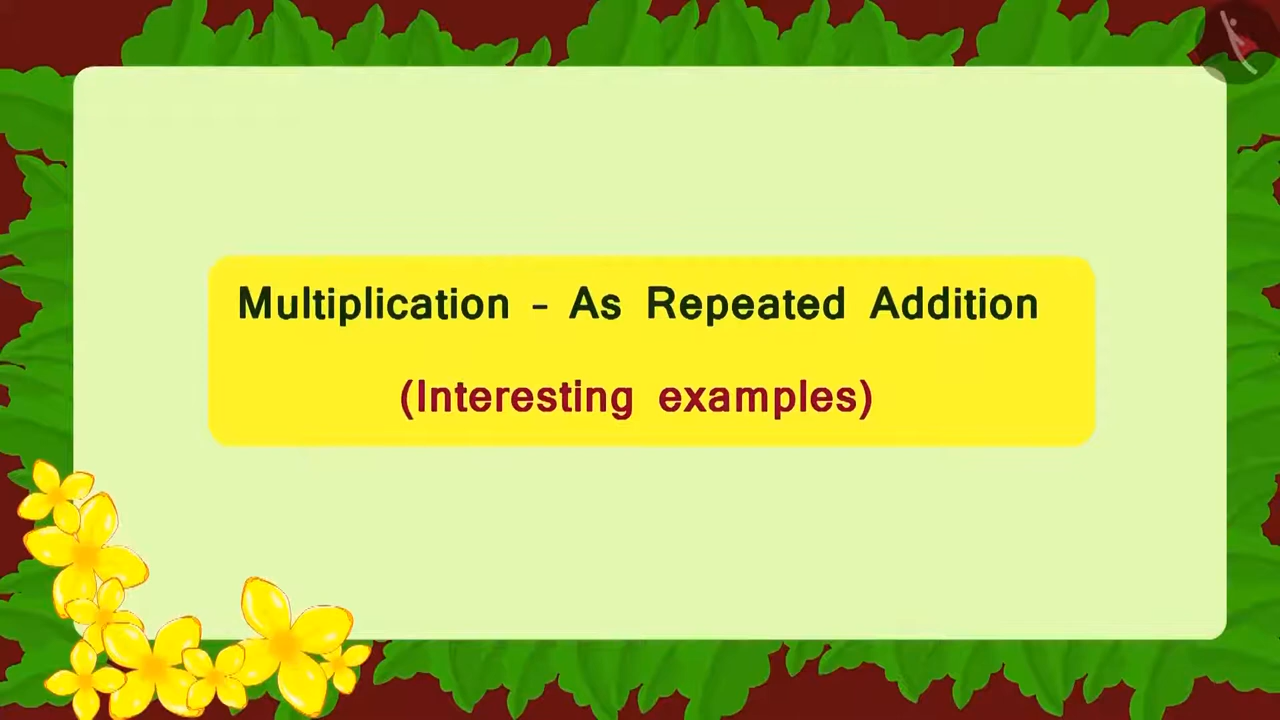 Multiplication - As Repeated Addition
(Interesting examples)